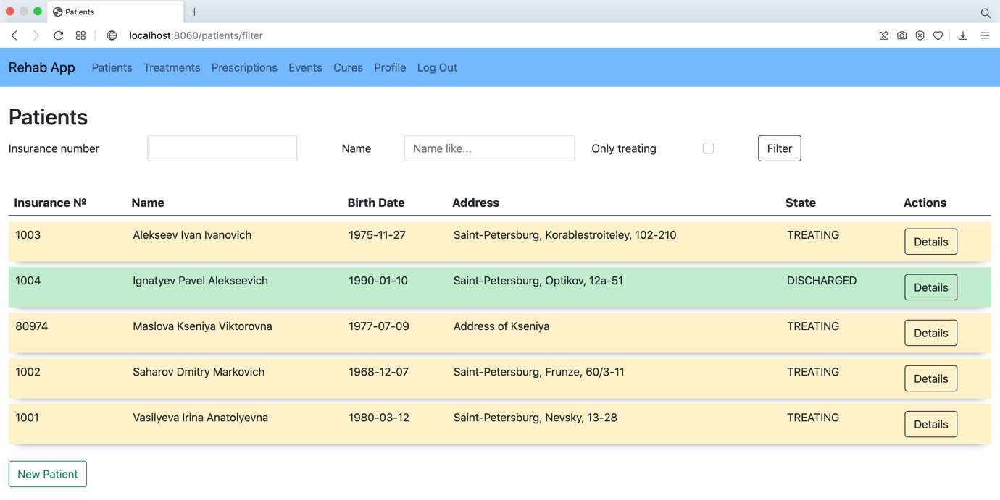 Patients
localhost:8060/patients/filter
Rehab App Patients Treatments Prescriptions Events Cures Profile Log Out
Patients
Insurance number Name Name like... Only treating Filter
Insurance № Name Birth Date Address State Actions
1003 Alekseev Ivan Ivanovich 1975-11-27 Saint-Petersburg, Korablestroiteley, 102-210 TREATING Details
1004 Ignatyev Pavel Alekseevich 1990-01-10 Saint-Petersburg, Optikov, 12a-51 DISCHARGED Details
80974 Maslova Kseniya Viktorovna 1977-07-09 Address of Kseniya TREATING Details
1002 Saharov Dmitry Markovich 1968-12-07 Saint-Petersburg, Frunze, 60/3-11 TREATING Details
1001 Vasilyeva Irina Anatolyevna 1980-03-12 Saint-Petersburg, Nevsky, 13-28 TREATING Details
New Patient